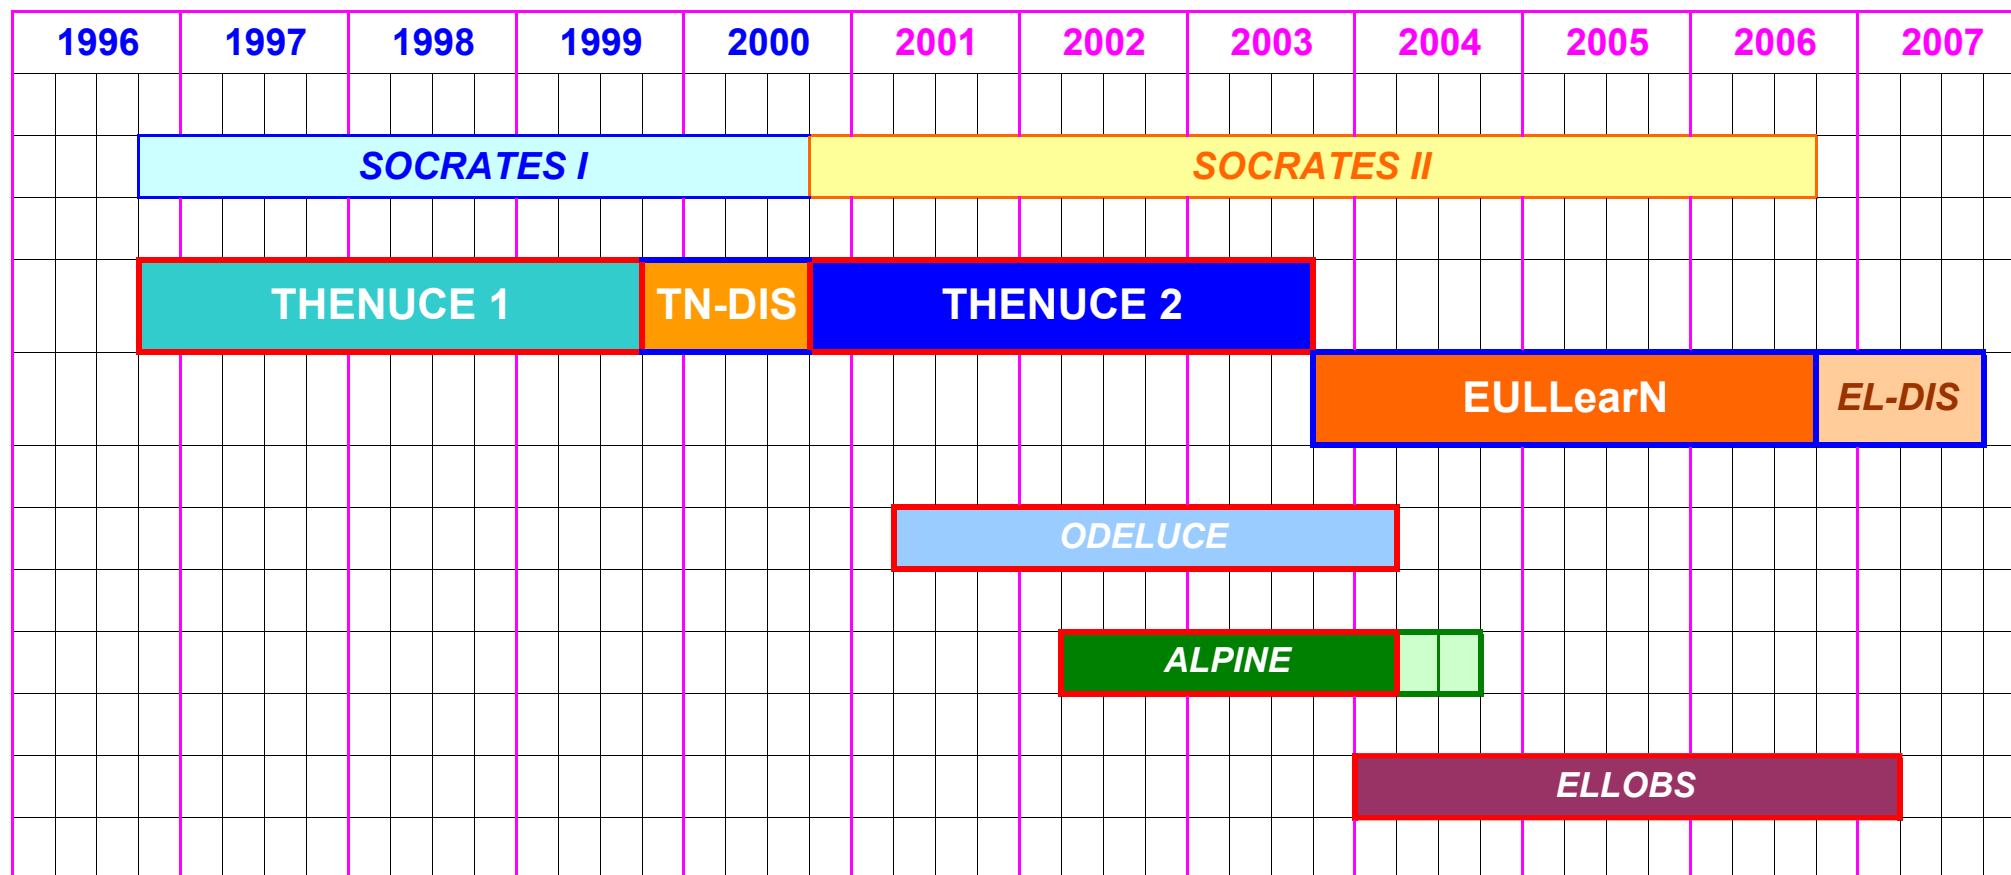 1996 1997 1998 1999 2000 2001 2002 2003 2004 2005 2006 2007
SOCRATES I SOCRATES II
THENUCE 1 TN-DIS THENUCE 2
EULLearN EL-DIS
ODELUCE
ALPINE
ELLOBS